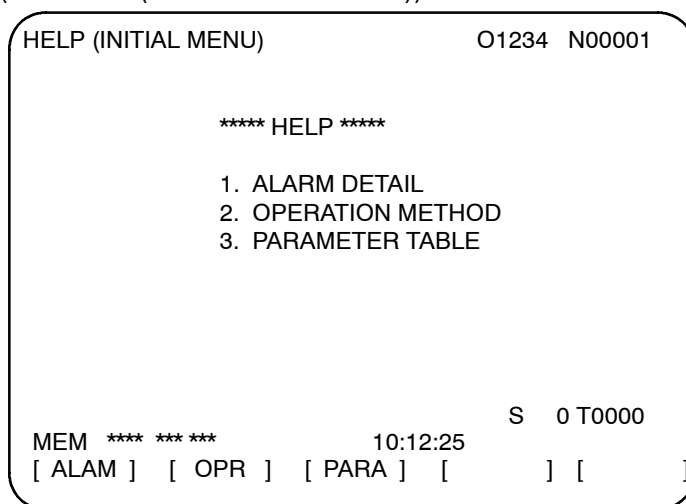 HELP (INITIAL MENU) O1234 N00001
***** HELP *****
1. ALARM DETAIL
2. OPERATION METHOD
3. PARAMETER TABLE
S 0 T0000
MEM **** *** *** 10:12:25
[ ALAM ] [ OPR ] [ PARA ] [ ] [ ]